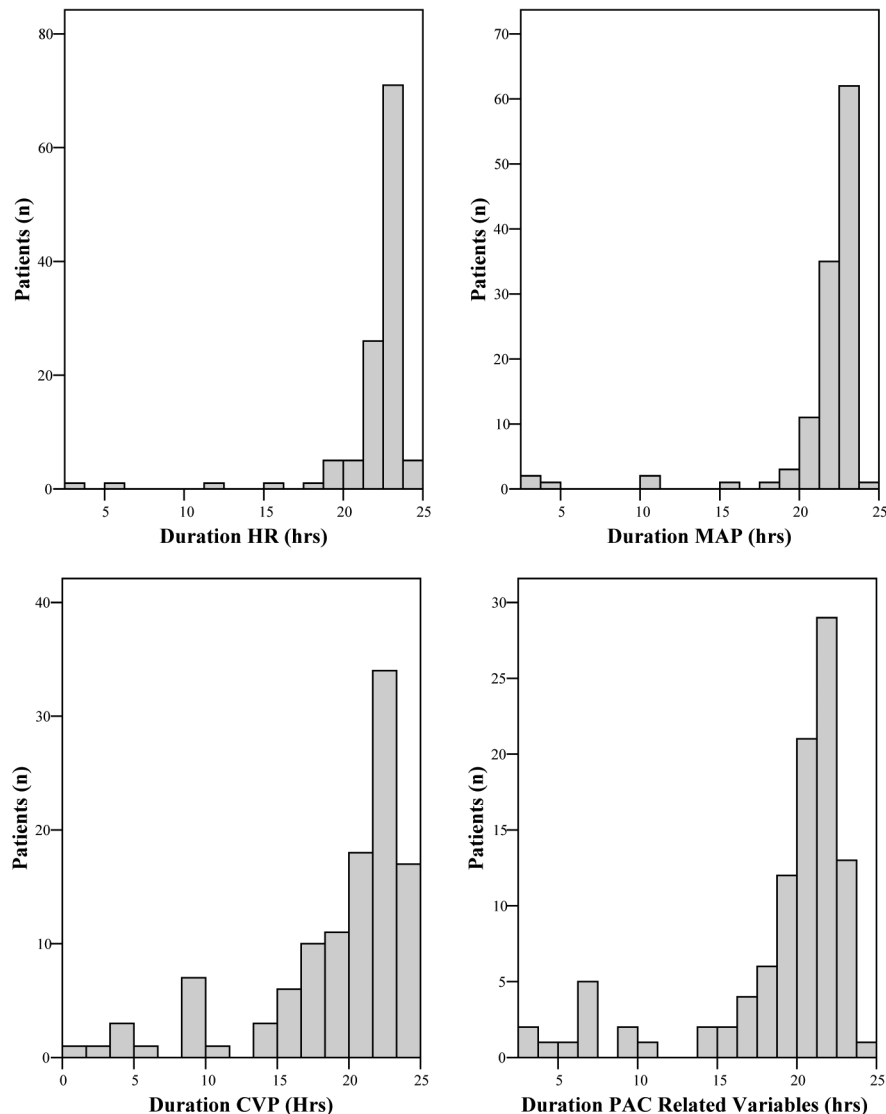 80
60
40
20
0
Patients (n)
5 10 15 20 25
Duration HR (hrs)
70
60
50
40
30
20
10
0
Patients (n)
5 10 15 20 25
Duration MAP (hrs)
40
30
20
10
0
Patients (n)
0 5 10 15 20 25
Duration CVP (Hrs)
30
25
20
15
10
5
0
Patients (n)
5 10 15 20 25
Duration PAC Related Variables (hrs)